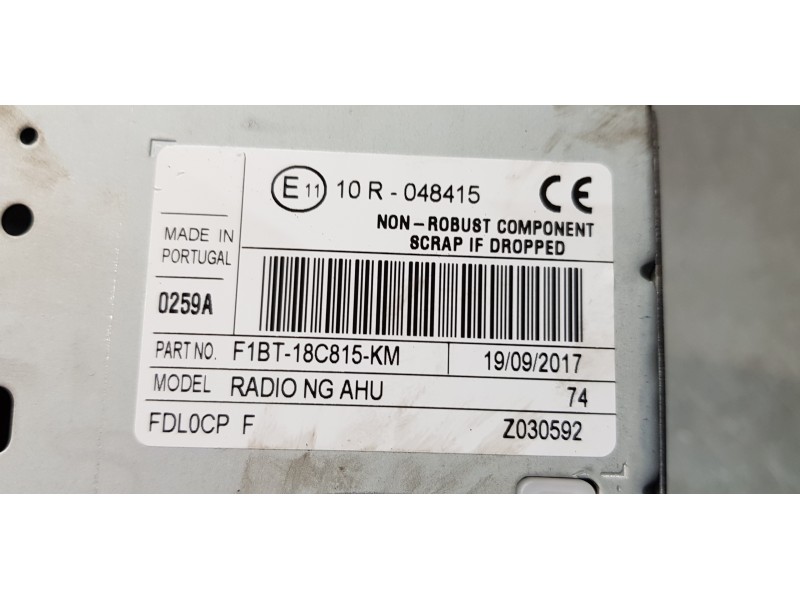 E 11 10 R - 048415 CE
NON-ROBUST COMPONENT
SCRAP IF DROPPED
MADE IN
PORTUGAL
0259A
PART NO. F1BT-18C815-KM 19/09/2017
MODEL RADIO NG AHU 74
FDL0CP F Z030592